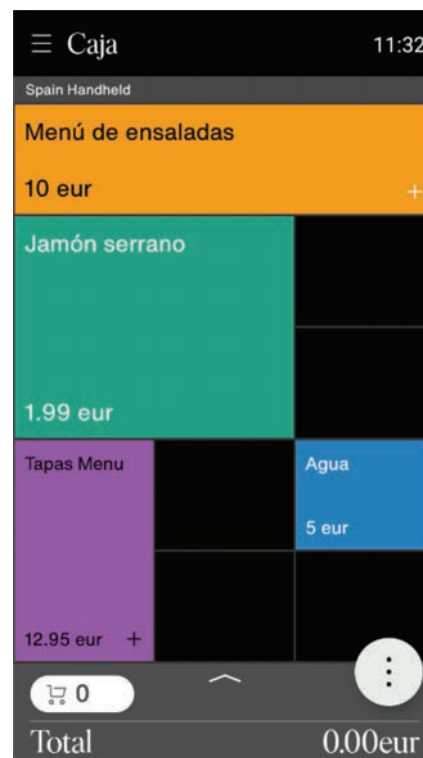 Caja 11:32
Spain Handheld
Menú de ensaladas
10 eur +
Jamón serrano
1.99 eur
Tapas Menu
12.95 eur +
Agua
5 eur
0
Total 0.00eur